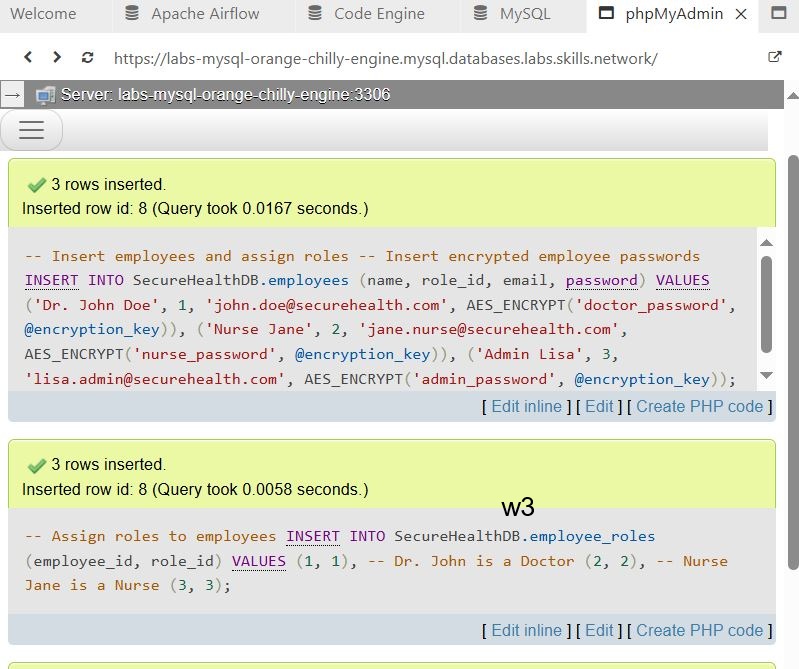 Welcome Apache Airflow Code Engine MySQL phpMyAdmin
https://labs-mysql-orange-chilly-engine.mysql.databases.labs.skills.network/
Server: labs-mysql-orange-chilly-engine:3306
3 rows inserted.
Inserted row id: 8 (Query took 0.0167 seconds.)
-- Insert employees and assign roles -- Insert encrypted employee passwords
INSERT INTO SecureHealthDB.employees (name, role_id, email, password) VALUES
('Dr. John Doe', 1, 'john.doe@securehealth.com', AES_ENCRYPT('doctor_password',
@encryption_key)), ('Nurse Jane', 2, 'jane.nurse@securehealth.com',
AES_ENCRYPT('nurse_password', @encryption_key)), ('Admin Lisa', 3,
'lisa.admin@securehealth.com', AES_ENCRYPT('admin_password', @encryption_key));
[ Edit inline ] [ Edit ] [ Create PHP code ]
3 rows inserted.
Inserted row id: 8 (Query took 0.0058 seconds.)
w3
-- Assign roles to employees INSERT INTO SecureHealthDB.employee_roles
(employee_id, role_id) VALUES (1, 1), -- Dr. John is a Doctor (2, 2), -- Nurse
Jane is a Nurse (3, 3);
[ Edit inline ] [ Edit ] [ Create PHP code ]